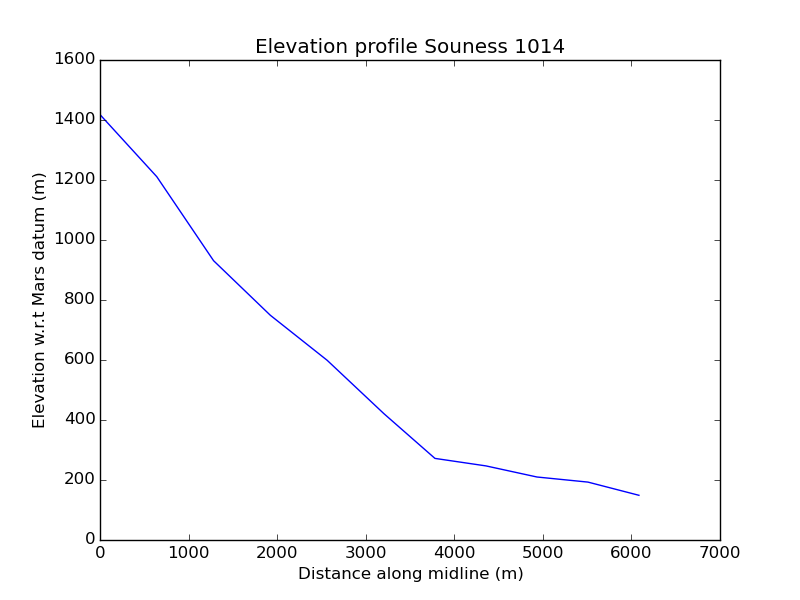 Elevation profile Souness 1014
1600
1400
1200
1000
800
600
400
200
0
Elevation w.r.t Mars datum (m)
0 1000 2000 3000 4000 5000 6000 7000
Distance along midline (m)